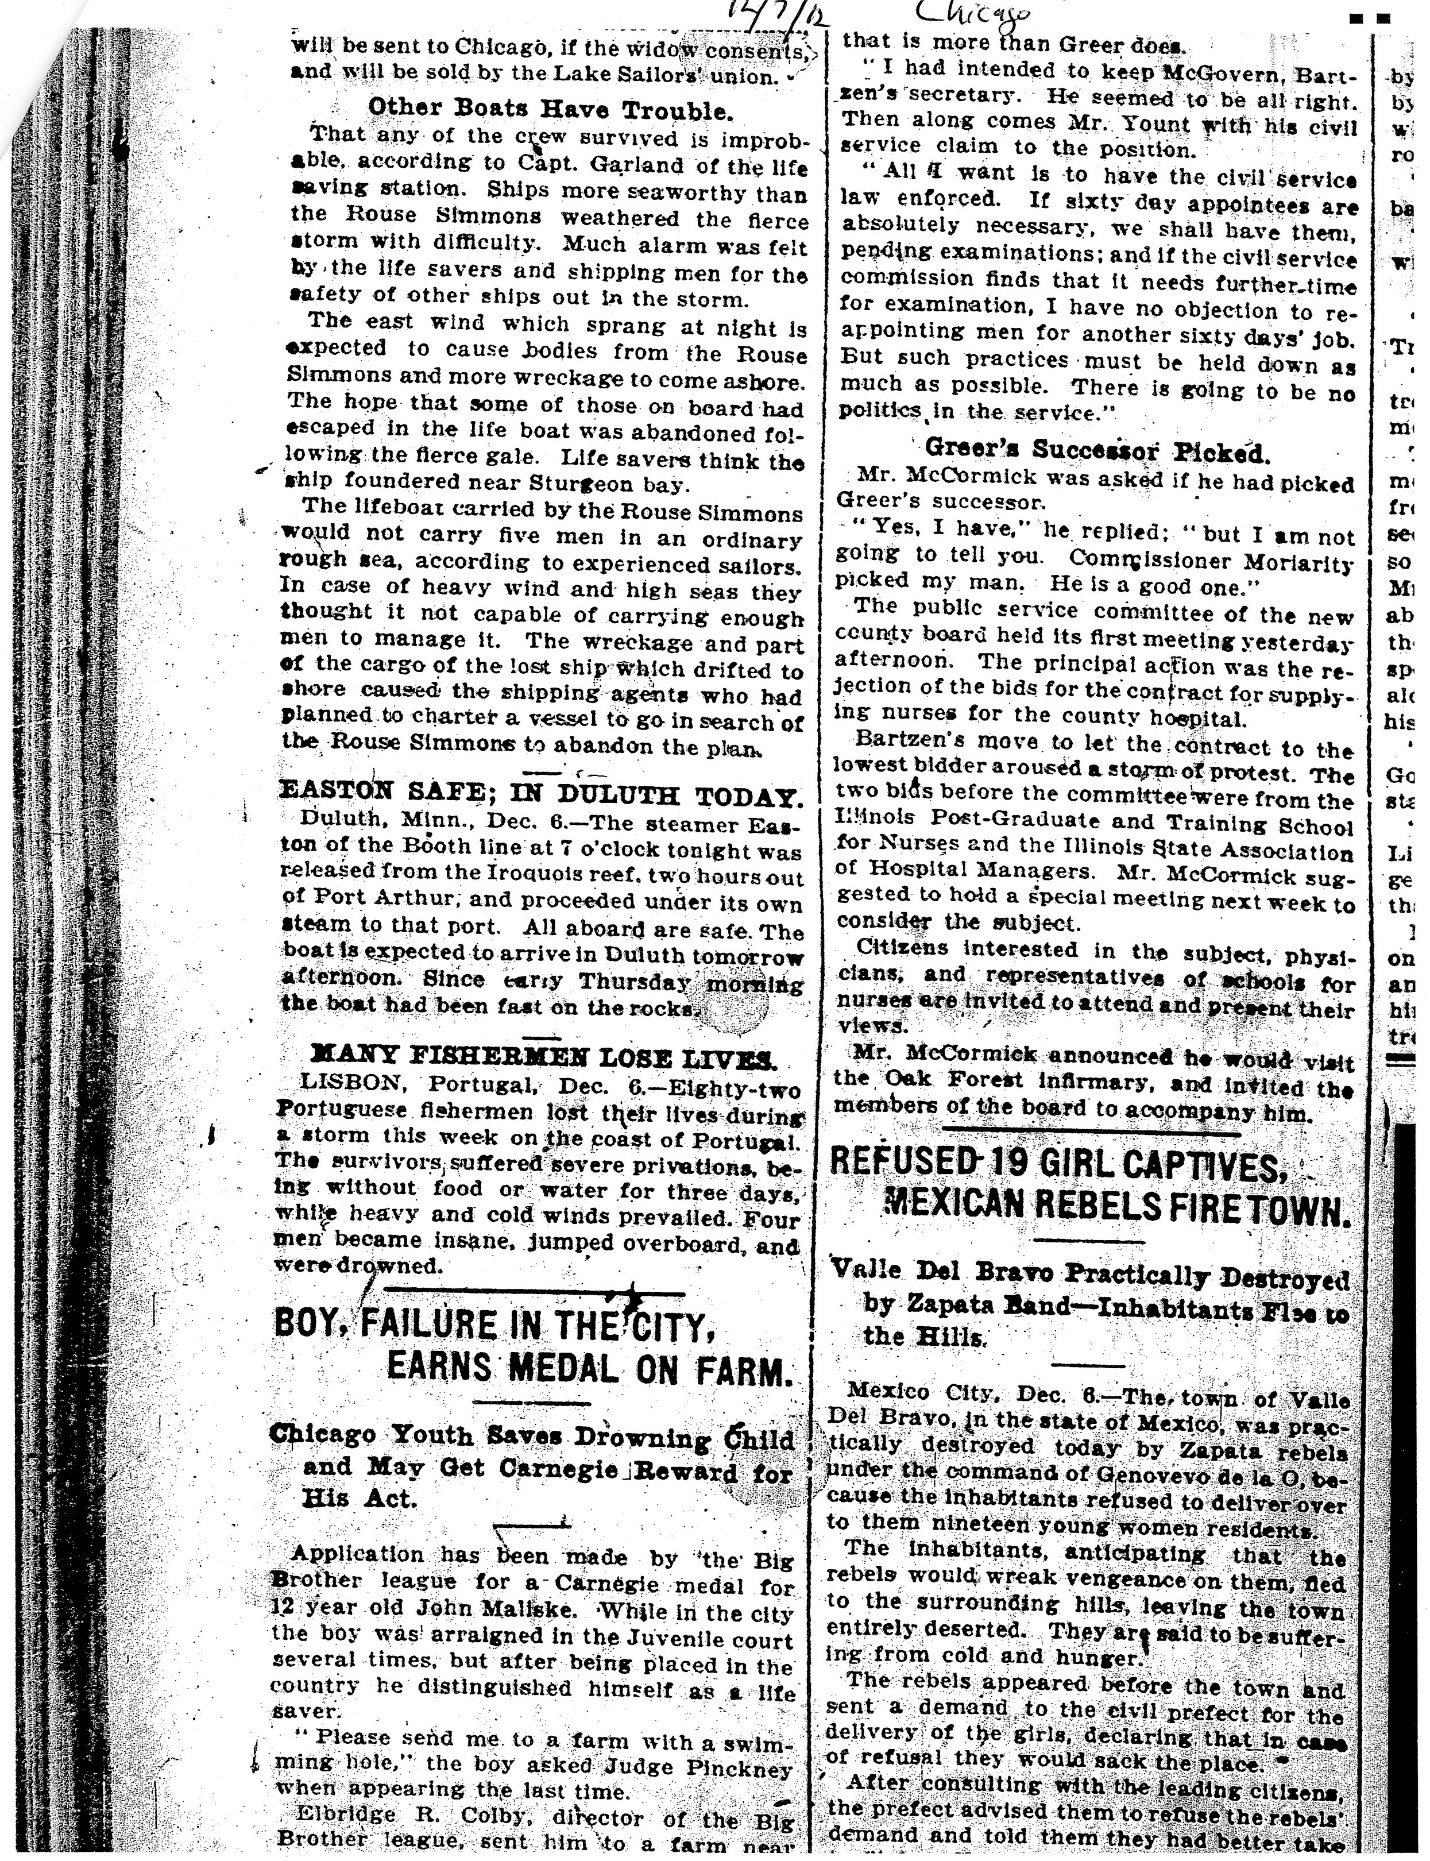 12/7/12 Chicago
will be sent to Chicago, if the widow consents,
and will be sold by the Lake Sailors' union.
Other Boats Have Trouble.
That any of the crew survived is improb-
able, according to Capt. Garland of the life
saving station. Ships more seaworthy than
the Rouse Simmons weathered the fierce
storm with difficulty. Much alarm was felt
by the life savers and shipping men for the
safety of other ships out in the storm.
The east wind which sprang at night is
expected to cause bodies from the Rouse
Simmons and more wreckage to come ashore.
The hope that some of those on board had
escaped in the life boat was abandoned fol-
lowing the fierce gale. Life savers think the
ship foundered near Sturgeon bay.
The lifeboat carried by the Rouse Simmons
would not carry five men in an ordinary
rough sea, according to experienced sailors.
In case of heavy wind and high seas they
thought it not capable of carrying enough
men to manage it. The wreckage and part
of the cargo of the lost ship which drifted to
shore caused the shipping agents who had
planned to charter a vessel to go in search of
the Rouse Simmons to abandon the plan.
EASTON SAFE; IN DULUTH TODAY.
Duluth, Minn., Dec. 6.—The steamer Eas-
ton of the Booth line at 7 o'clock tonight was
released from the Iroquois reef, two hours out
of Port Arthur, and proceeded under its own
steam to that port. All aboard are safe. The
boat is expected to arrive in Duluth tomorrow
afternoon. Since early Thursday morning
the boat had been fast on the rocks.
MANY FISHERMEN LOSE LIVES.
LISBON, Portugal, Dec. 6.—Eighty-two
Portuguese fishermen lost their lives during
a storm this week on the coast of Portugal.
The survivors suffered severe privations, be-
ing without food or water for three days,
while heavy and cold winds prevailed. Four
men became insane, jumped overboard, and
were drowned.
BOY, FAILURE IN THE CITY,
EARNS MEDAL ON FARM.
Chicago Youth Saves Drowning Child
and May Get Carnegie Reward for
His Act.
Application has been made by the Big
Brother league for a Carnegie medal for
12 year old John Maliske. While in the city
the boy was arraigned in the Juvenile court
several times, but after being placed in the
country he distinguished himself as a life
saver.
"Please send me to a farm with a swim-
ming hole," the boy asked Judge Pinckney
when appearing the last time.
Elbridge R. Colby, director of the Big
Brother league, sent him to a farm near
that is more than Greer does.
"I had intended to keep McGovern, Bart-
zen's secretary. He seemed to be all right.
Then along comes Mr. Yount with his civil
service claim to the position.
"All I want is to have the civil service
law enforced. If sixty day appointees are
absolutely necessary, we shall have them,
pending examinations; and if the civil service
commission finds that it needs further time
for examination, I have no objection to re-
appointing men for another sixty days' job.
But such practices must be held down as
much as possible. There is going to be no
politics in the service."
Greer's Successor Picked.
Mr. McCormick was asked if he had picked
Greer's successor.
"Yes, I have," he replied; "but I am not
going to tell you. Commissioner Moriarity
picked my man. He is a good one."
The public service committee of the new
county board held its first meeting yesterday
afternoon. The principal action was the re-
jection of the bids for the contract for supply-
ing nurses for the county hospital.
Bartzen's move to let the contract to the
lowest bidder aroused a storm of protest. The
two bids before the committee were from the
Illinois Post-Graduate and Training School
for Nurses and the Illinois State Association
of Hospital Managers. Mr. McCormick sug-
gested to hold a special meeting next week to
consider the subject.
Citizens interested in the subject, physi-
cians, and representatives of schools for
nurses are invited to attend and present their
views.
Mr. McCormick announced he would visit
the Oak Forest infirmary, and invited the
members of the board to accompany him.
REFUSED 19 GIRL CAPTIVES,
MEXICAN REBELS FIRE TOWN.
Valle Del Bravo Practically Destroyed
by Zapata Band—Inhabitants Flee to
the Hills.
Mexico City, Dec. 6.—The town of Valle
Del Bravo, in the state of Mexico, was prac-
tically destroyed today by Zapata rebels
under the command of Genovevo de la O, be-
cause the inhabitants refused to deliver over
to them nineteen young women residents.
The inhabitants, anticipating that the
rebels would wreak vengeance on them, fled
to the surrounding hills, leaving the town
entirely deserted. They are said to be suffer-
ing from cold and hunger.
The rebels appeared before the town and
sent a demand to the civil prefect for the
delivery of the girls, declaring that in case
of refusal they would sack the place.
After consulting with the leading citizens,
the prefect advised them to refuse the rebels'
demand and told them they had better take